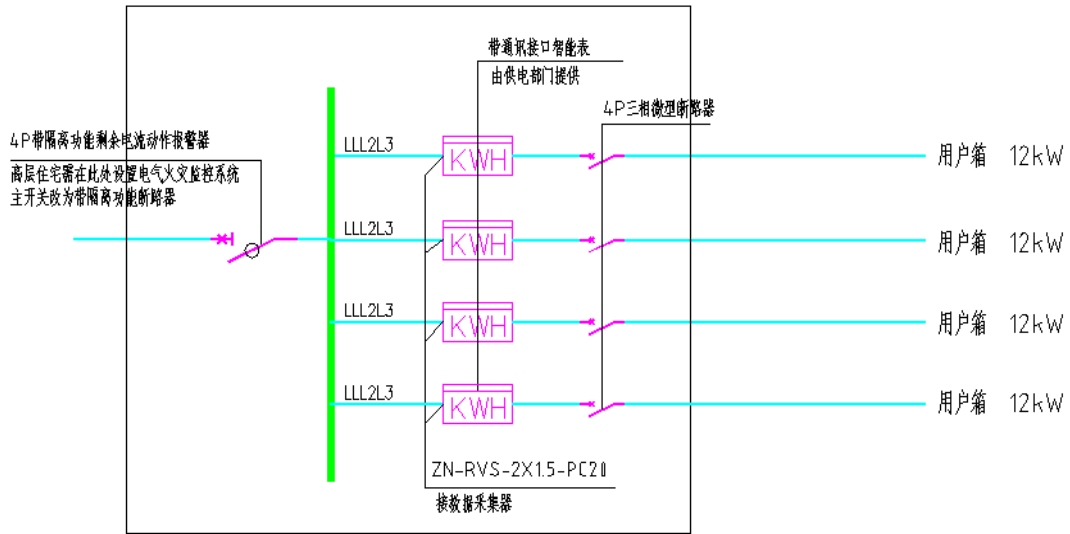 带通讯接口智能表
由供电部门提供
4P三相微型断路器
4P带隔离功能剩余电流动作报警器
高层住宅需在此处设置电气火灾监控系统
主开关改为带隔离功能断路器
LLL2L3
KWH
用户箱 12kW
LLL2L3
KWH
用户箱 12kW
LLL2L3
KWH
用户箱 12kW
LLL2L3
KWH
用户箱 12kW
ZN-RVS-2X1.5-PC20
接数据采集器